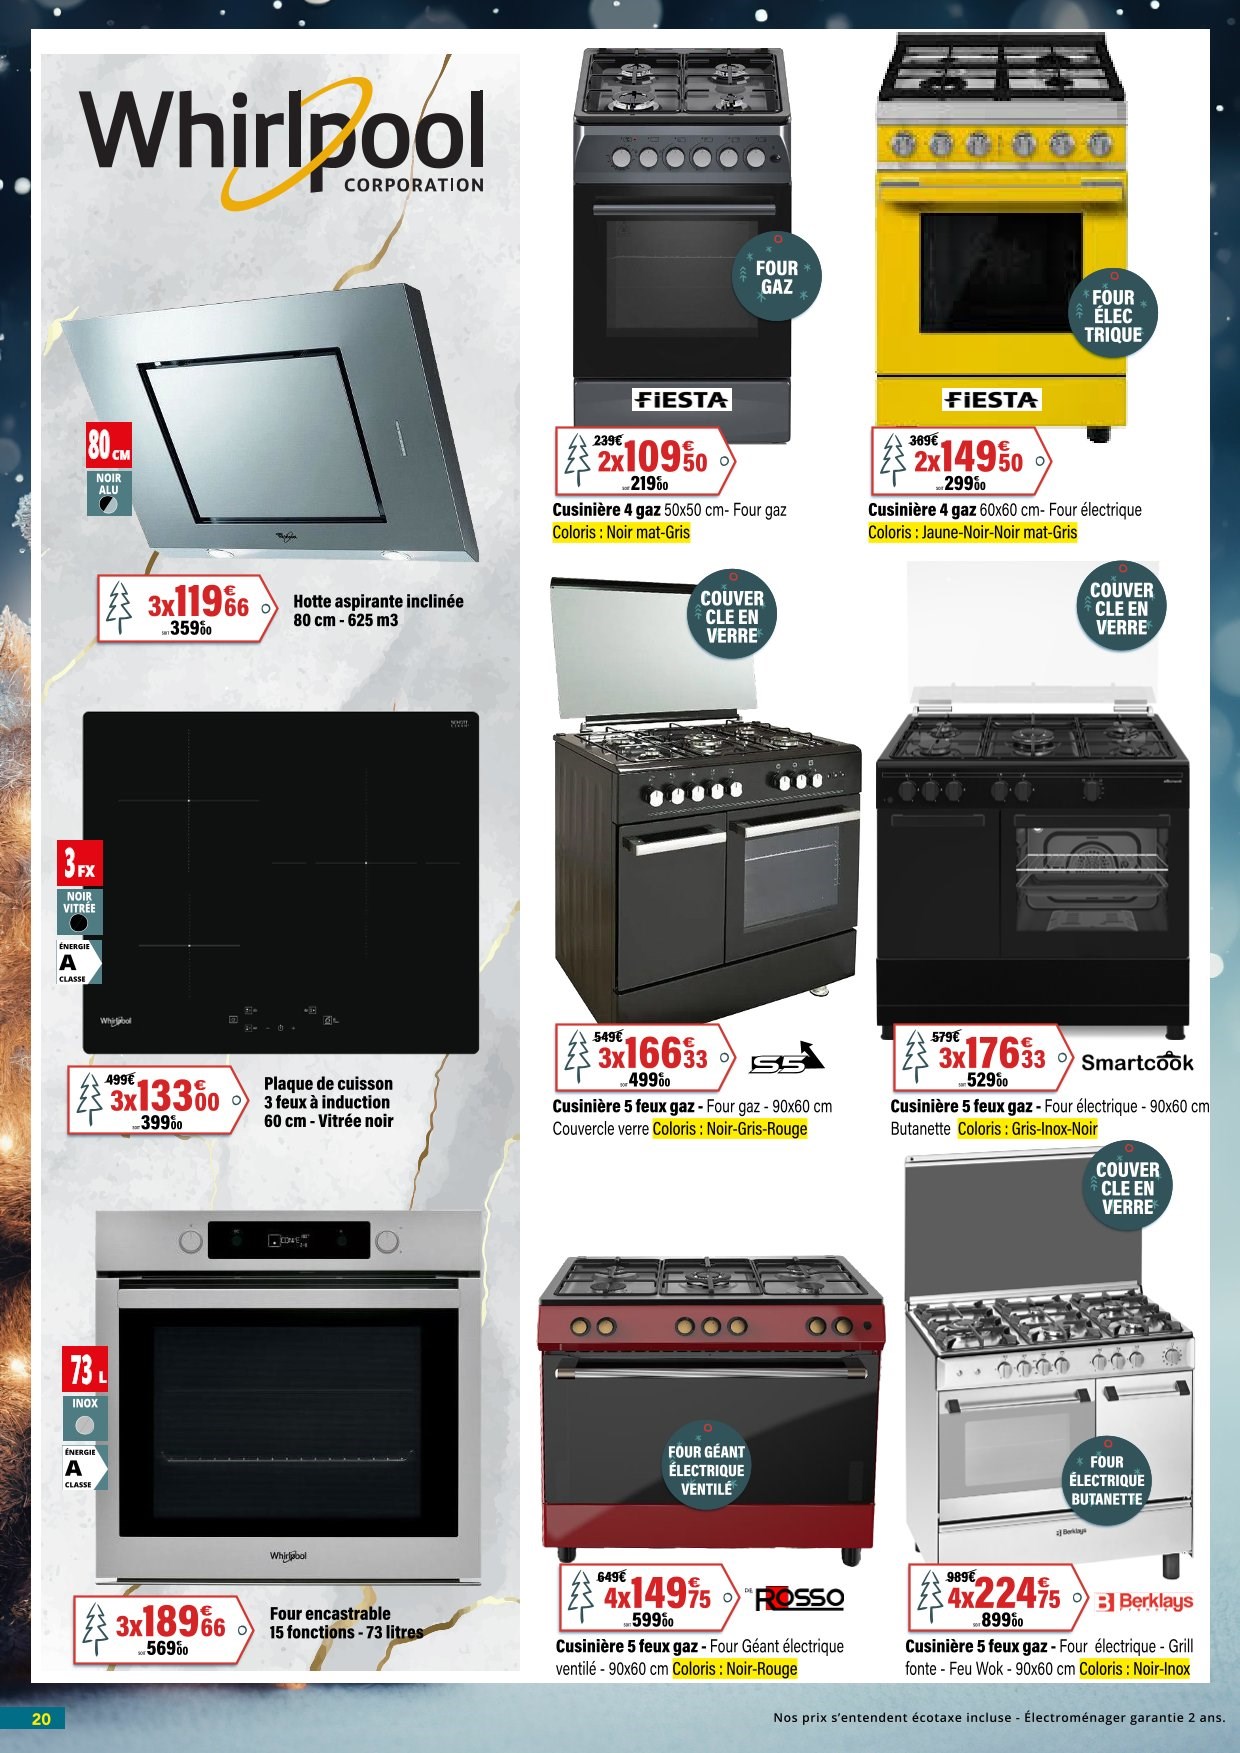 Whirlpool
CORPORATION
80 CM
NOIR
ALU
3x119€66
soit 359€00
Hotte aspirante inclinée
80 cm - 625 m3
3 FX
NOIR
VITRÉE
ÉNERGIE
A
CLASSE
Whirlpool
499€
3x133€00
soit 399€00
Plaque de cuisson
3 feux à induction
60 cm - Vitrée noir
73 L
INOX
ÉNERGIE
A
CLASSE
Whirlpool
3x189€66
soit 569€00
Four encastrable
15 fonctions - 73 litres
FOUR
GAZ
FiESTA
239€
2x109€50
soit 219€00
Cusinière 4 gaz 50x50 cm- Four gaz
Coloris : Noir mat-Gris
FOUR
ÉLEC
TRIQUE
FiESTA
369€
2x149€50
soit 299€00
Cusinière 4 gaz 60x60 cm- Four électrique
Coloris : Jaune-Noir-Noir mat-Gris
COUVER
CLE EN
VERRE
549€
3x166€33
soit 499€00
S5
Cusinière 5 feux gaz - Four gaz - 90x60 cm
Couvercle verre Coloris : Noir-Gris-Rouge
COUVER
CLE EN
VERRE
579€
3x176€33
soit 529€00
Smartcook
Cusinière 5 feux gaz - Four électrique - 90x60 cm
Butanette Coloris : Gris-Inox-Noir
FOUR GÉANT
ÉLECTRIQUE
VENTILÉ
649€
4x149€75
soit 599€00
DE ROSSO
Cusinière 5 feux gaz - Four Géant électrique
ventilé - 90x60 cm Coloris : Noir-Rouge
COUVER
CLE EN
VERRE
FOUR
ÉLECTRIQUE
BUTANETTE
Berklays
989€
4x224€75
soit 899€00
Berklays
Cusinière 5 feux gaz - Four électrique - Grill
fonte - Feu Wok - 90x60 cm Coloris : Noir-Inox
20
Nos prix s'entendent écotaxe incluse - Électroménager garantie 2 ans.